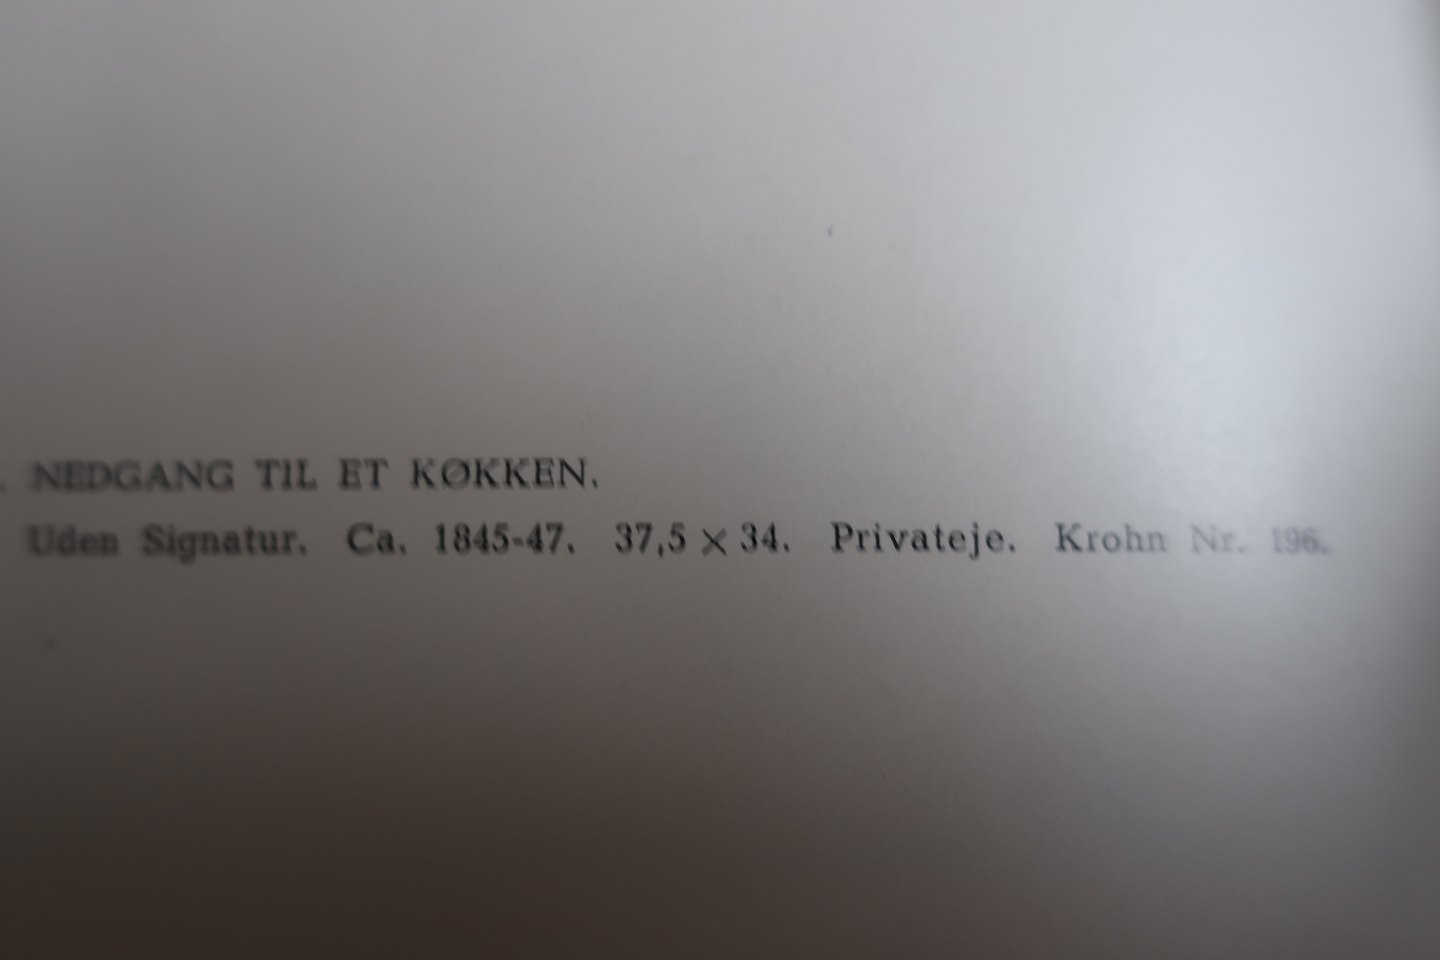 . NEDGANG TIL ET KØKKEN.
Uden Signatur. Ca. 1845-47. 37,5 × 34. Privateje. Krohn Nr. 196.